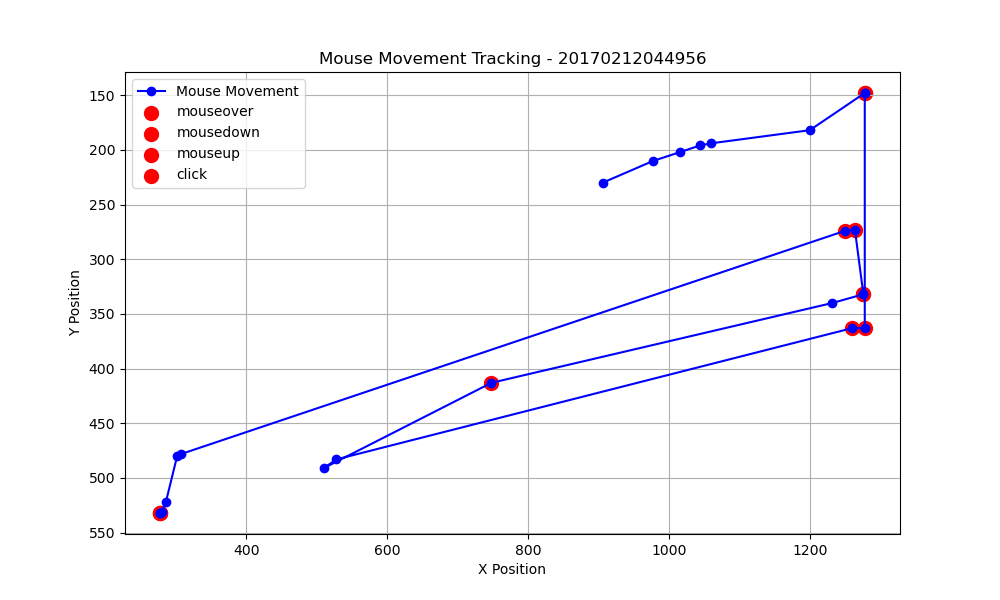 Mouse Movement Tracking - 20170212044956
Mouse Movement
mouseover
mousedown
mouseup
click
Y Position
150
200
250
300
350
400
450
500
550
400
600
800
1000
1200
X Position